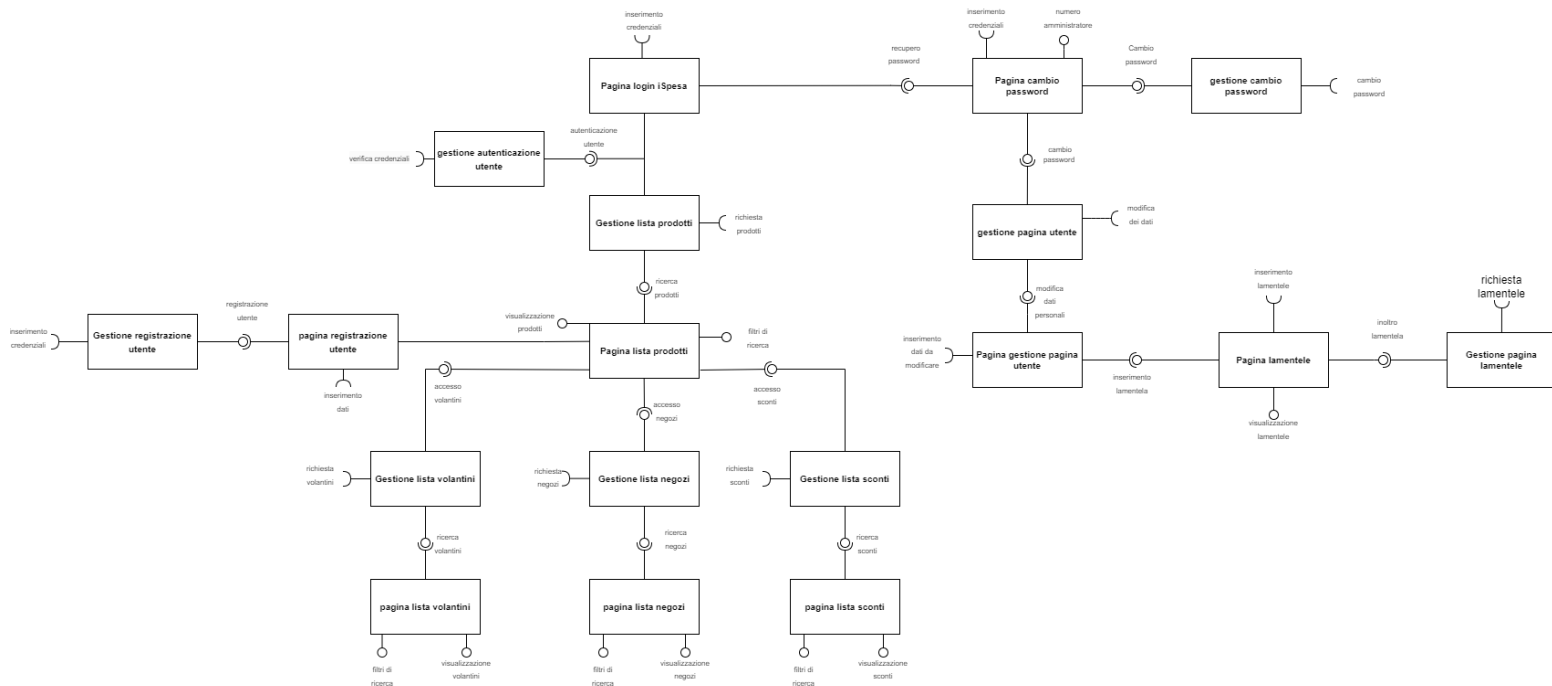 inserimento
credenziali
inserimento
credenziali
numero
amministratore
recupero
password
Cambio
password
Pagina login iSpesa
Pagina cambio
password
gestione cambio
password
cambio
password
autenticazione
utente
verifica credenziali
gestione autenticazione
utente
cambio
password
Gestione lista prodotti
richiesta
prodotti
gestione pagina utente
modifica
dei dati
ricerca
prodotti
modifica
dati
personali
inserimento
lamentele
richiesta
lamentele
registrazione
utente
visualizzazione
prodotti
filtri di
ricerca
inoltro
lamentela
inserimento
credenziali
Gestione registrazione
utente
pagina registrazione
utente
Pagina lista prodotti
inserimento
dati da
modificare
Pagina gestione pagina
utente
Pagina lamentele
Gestione pagina
lamentele
inserimento
dati
accesso
volantini
accesso
negozi
accesso
sconti
inserimento
lamentela
visualizzazione
lamentele
richiesta
volantini
Gestione lista volantini
richiesta
negozi
Gestione lista negozi
richiesta
sconti
Gestione lista sconti
ricerca
volantini
ricerca
negozi
ricerca
sconti
pagina lista volantini
pagina lista negozi
pagina lista sconti
filtri di
ricerca
visualizzazione
volantini
filtri di
ricerca
visualizzazione
negozi
filtri di
ricerca
visualizzazione
sconti